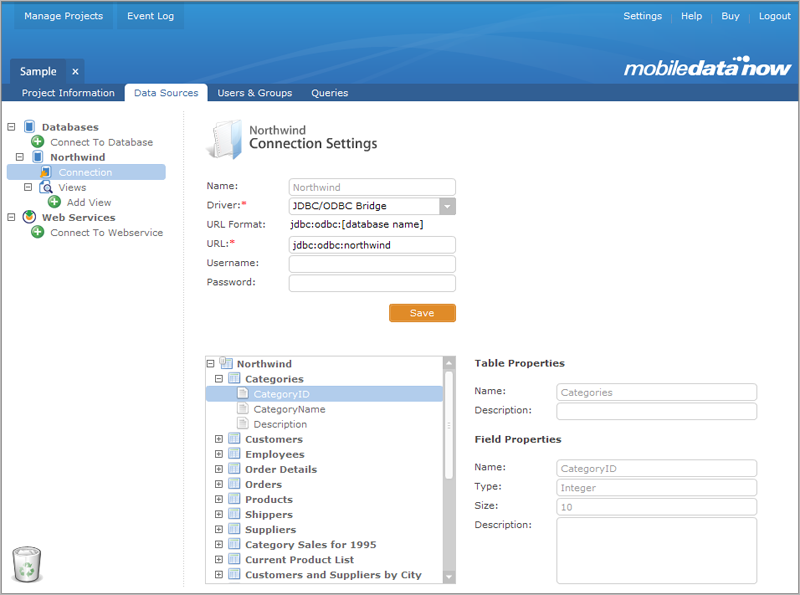 Manage Projects Event Log Settings Help Buy Logout
Sample x
mobiledatanow
Project Information Data Sources Users & Groups Queries
Databases
Connect To Database
Northwind
Connection
Views
Add View
Web Services
Connect To Webservice
Northwind
Connection Settings
Name: Northwind
Driver:* JDBC/ODBC Bridge
URL Format: jdbc:odbc:[database name]
URL:* jdbc:odbc:northwind
Username:
Password:
Save
Northwind
Categories
CategoryID
CategoryName
Description
Customers
Employees
Order Details
Orders
Products
Shippers
Suppliers
Category Sales for 1995
Current Product List
Customers and Suppliers by City
Table Properties
Name: Categories
Description:
Field Properties
Name: CategoryID
Type: Integer
Size: 10
Description: